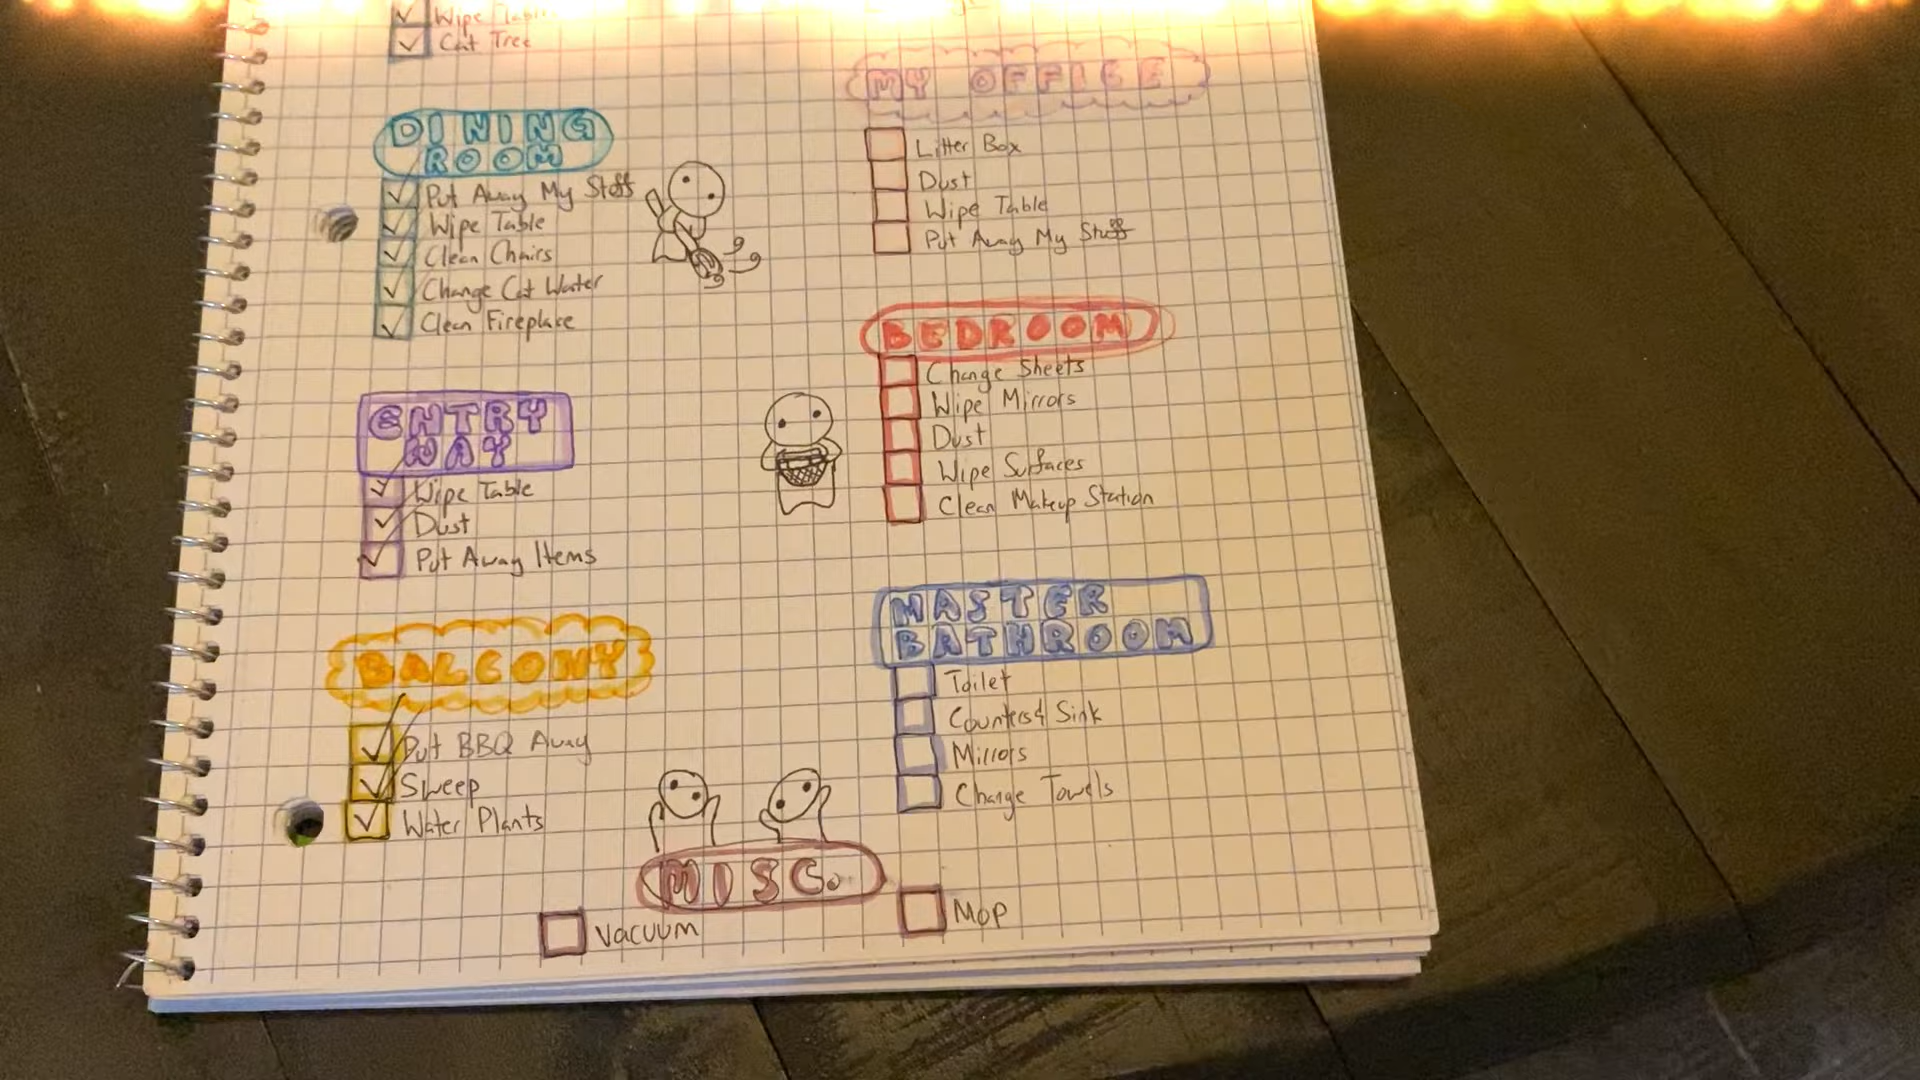 Wipe Table
Cat Tree
DINING
ROOM
Put Away My Stuff
Wipe Table
Clean Chairs
Change Cat Water
Clean Fireplace
ENTRY
WAY
Wipe Table
Dust
Put Away Items
BALCONY
Put BBQ Away
Sweep
Water Plants
MY OFFICE
Litter Box
Dust
Wipe Table
Put Away My Stuff
BEDROOM
Change Sheets
Wipe Mirrors
Dust
Wipe Surfaces
Clean Makeup Station
MASTER
BATHROOM
Toilet
Counters & Sink
Mirrors
Change Towels
MISC.
Vacuum
Mop